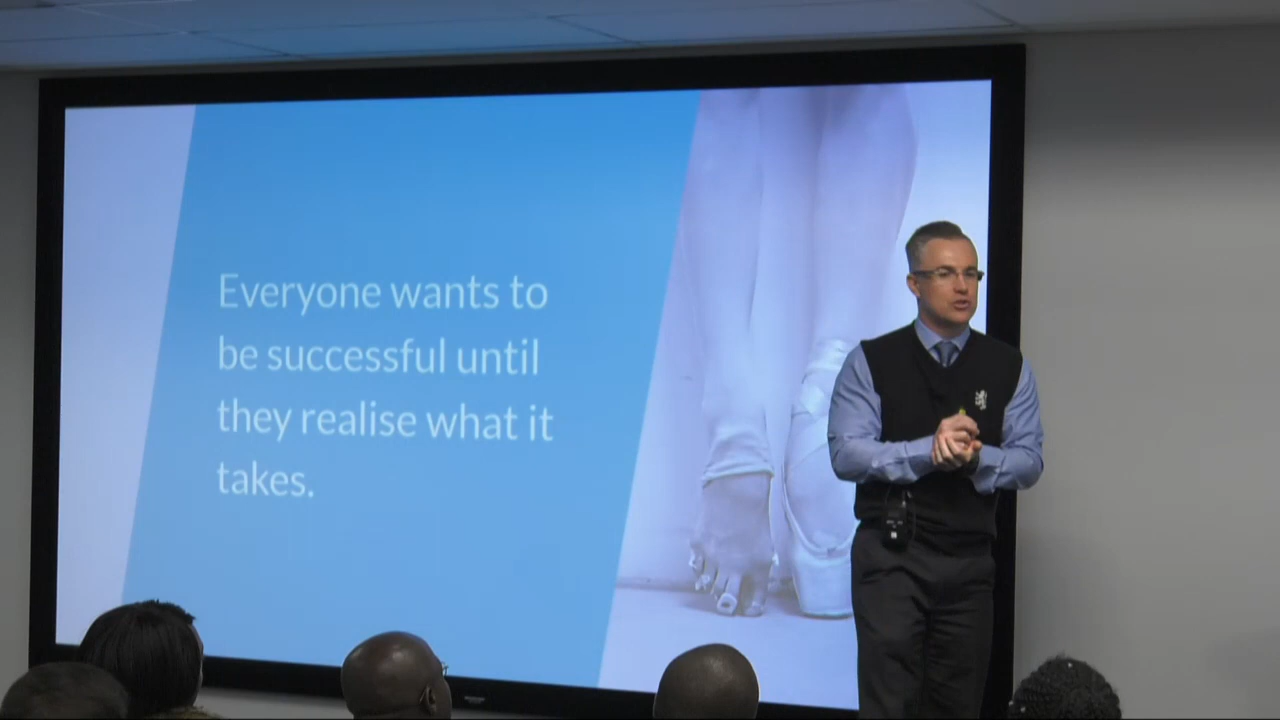 Everyone wants to
be successful until
they realise what it
takes.